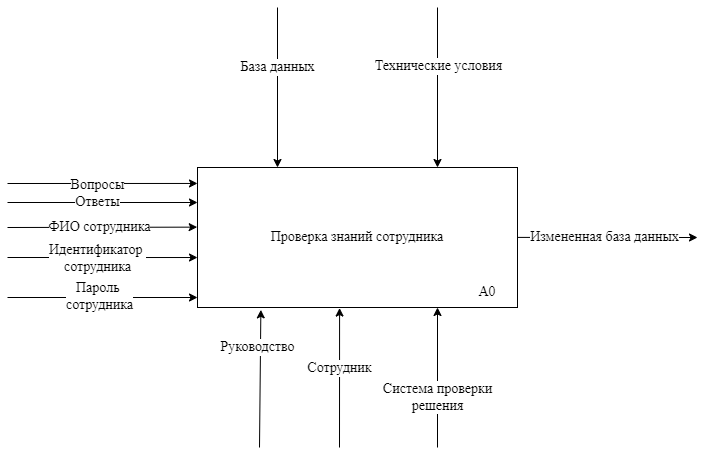 База данных
Технические условия
Вопросы
Ответы
ФИО сотрудника
Идентификатор
сотрудника
Пароль
сотрудника
Проверка знаний сотрудника
A0
Измененная база данных
Руководство
Сотрудник
Система проверки
решения